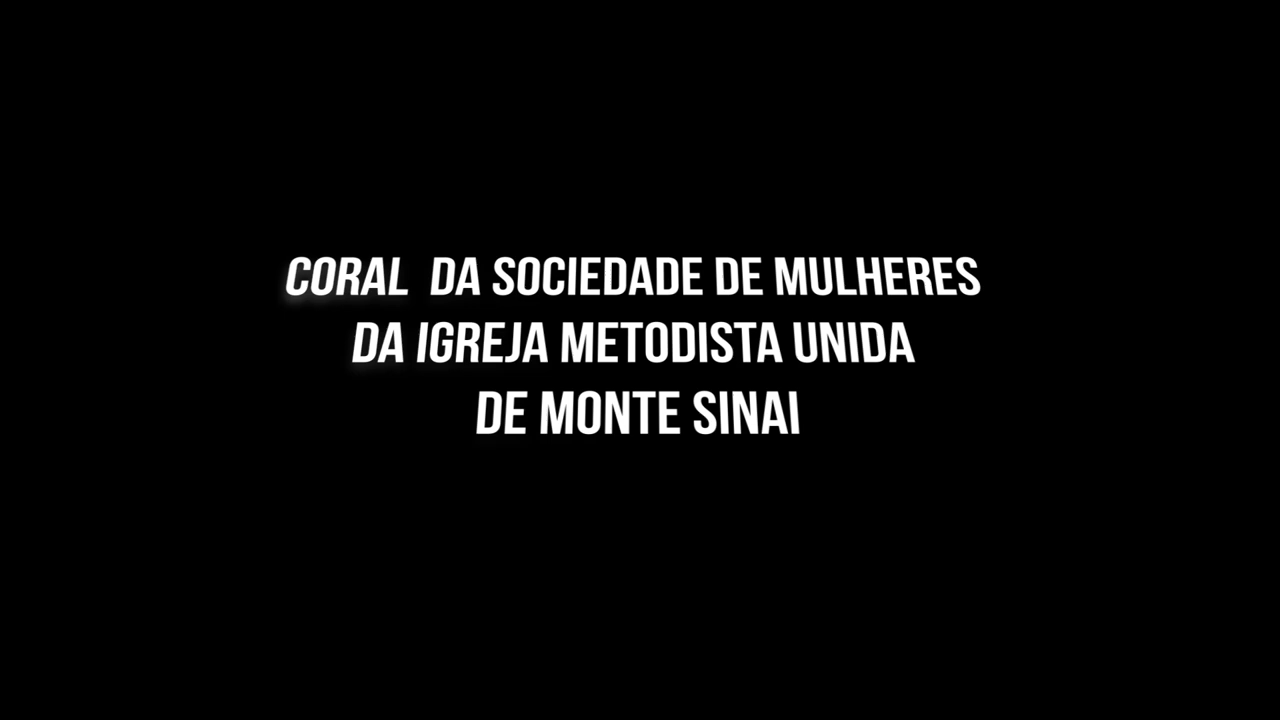 CORAL DA SOCIEDADE DE MULHERES
DA IGREJA METODISTA UNIDA
DE MONTE SINAI